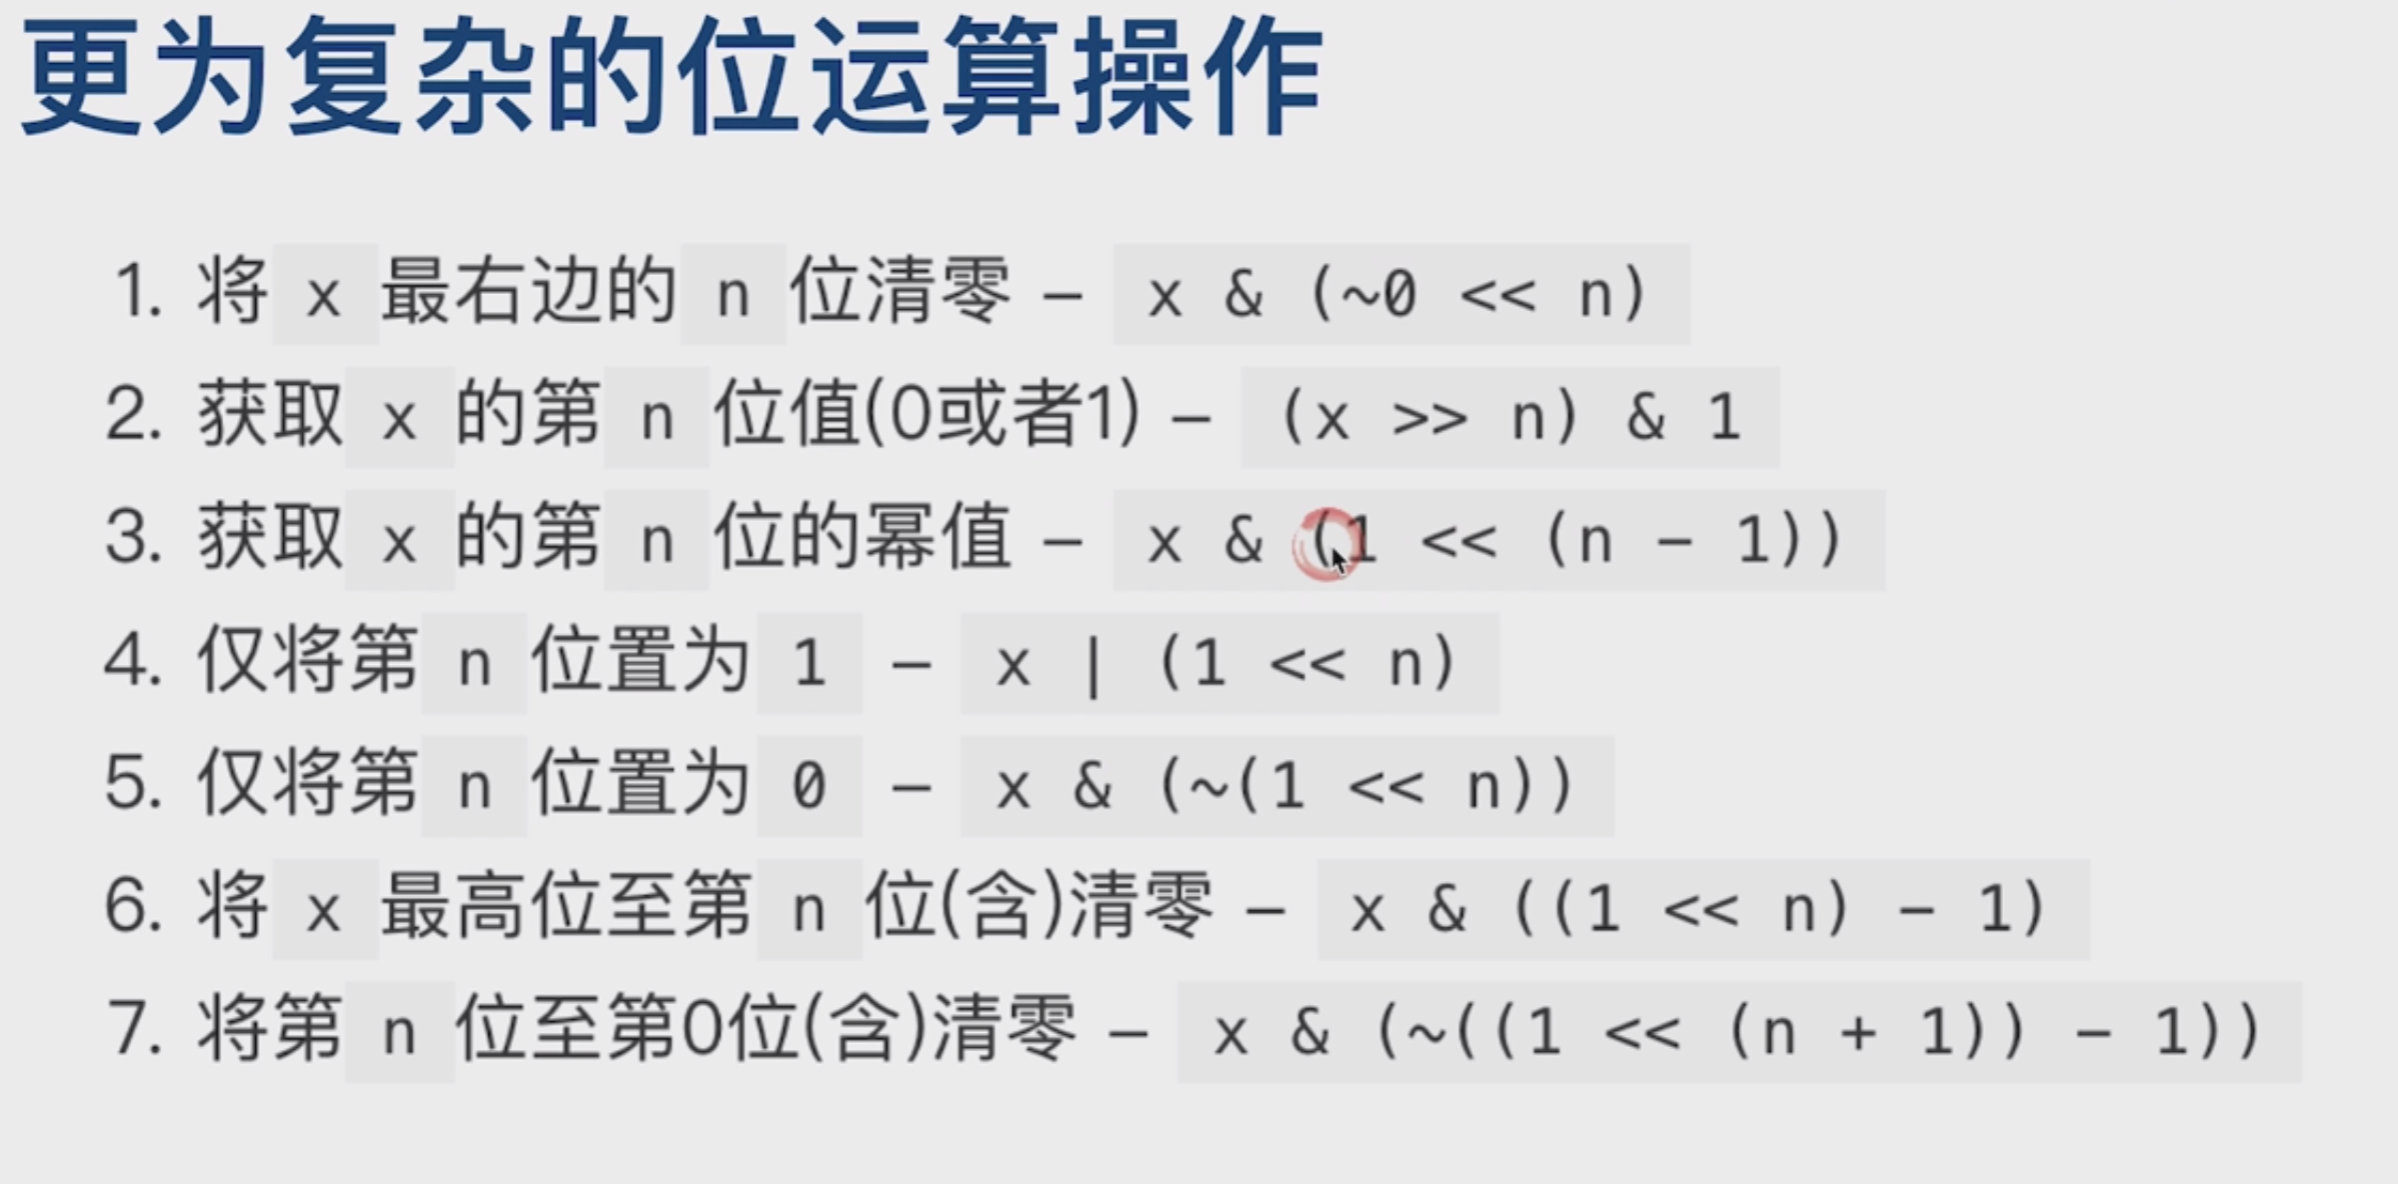 更为复杂的位运算操作
1. 将 x 最右边的 n 位清零 – x & (~0 << n)
2. 获取 x 的第 n 位值(0或者1) – (x >> n) & 1
3. 获取 x 的第 n 位的幂值 – x & (1 << (n – 1))
4. 仅将第 n 位置为 1 – x | (1 << n)
5. 仅将第 n 位置为 0 – x & (~(1 << n))
6. 将 x 最高位至第 n 位(含)清零 – x & ((1 << n) – 1)
7. 将第 n 位至第0位(含)清零 – x & (~((1 << (n + 1)) – 1))